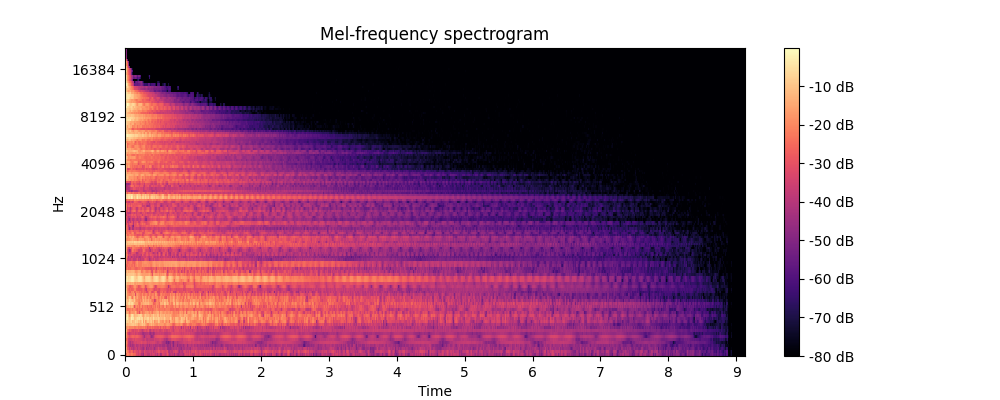 Mel-frequency spectrogram
Hz
16384
8192
4096
2048
1024
512
0
0 1 2 3 4 5 6 7 8 9
Time
-10 dB
-20 dB
-30 dB
-40 dB
-50 dB
-60 dB
-70 dB
-80 dB